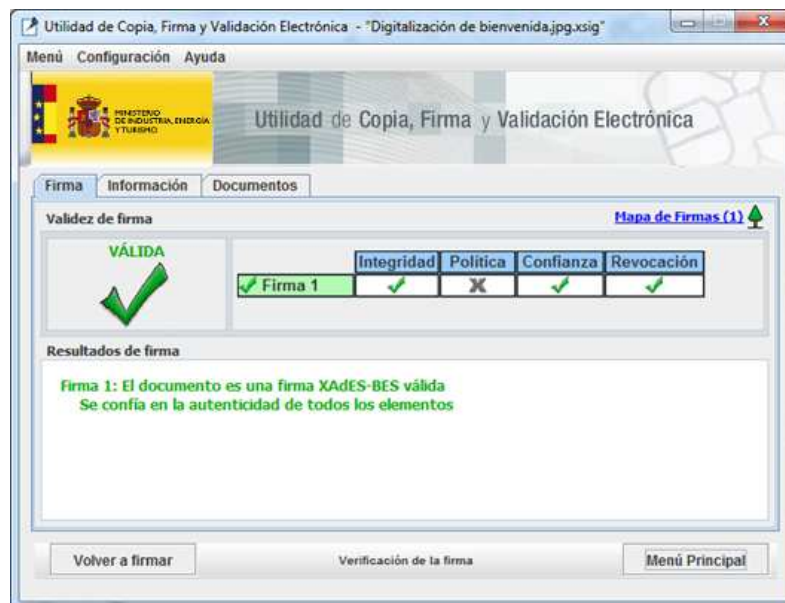 Utilidad de Copia, Firma y Validación Electrónica - "Digitalización de bienvenida.jpg.xsig"
Menú Configuración Ayuda
MINISTERIO
DE INDUSTRIA, ENERGÍA
Y TURISMO
Utilidad de Copia, Firma y Validación Electrónica
Firma Información Documentos
Validez de firma
Mapa de Firmas (1)
VÁLIDA
Integridad Política Confianza Revocación
Firma 1
Resultados de firma
Firma 1: El documento es una firma XAdES-BES válida
Se confía en la autenticidad de todos los elementos
Volver a firmar
Verificación de la firma
Menú Principal